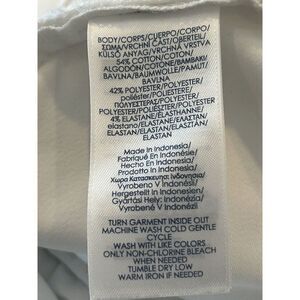 BODY/CORPS/CUERPO/CORPO/
ΣΩΜΑ/VRCHNÍ ČÁST/OBERTEIL/
KÜLSŐ ANYAG/VRCHNÁ VRSTVA
54% COTTON/COTON/
ALGODÓN/COTONE/ΒΑΜΒΑΚΙ/
BAVLNA/BAUMWOLLE/PAMUT/
BAVLNA
42% POLYESTER/POLYESTER/
poliéster/Poliestere/
ΠΟΛΥΕΣΤΕΡΑΣ/POLYESTER/
POLYESTER/POLIÉSZTER/POLYESTER
4% ELASTANE/ÉLASTHANNE/
elastano/ELASTANE/ΕΛΑΣΤΑΝ/
ELASTAN/ELASTAN/ELASZTÁN/
ELASTAN
Made In Indonesia/
Fabriqué En Indonésie/
Hecho En Indonesia/
Prodotto In Indonesia/
Χώρα Κατασκευής: Ινδονησία/
Vyrobeno V Indonésii/
Hergestellt in Indonesien/
Gyártási Hely: Indonézia/
Vyrobené V Indonézii
TURN GARMENT INSIDE OUT
MACHINE WASH COLD GENTLE
CYCLE
WASH WITH LIKE COLORS
ONLY NON-CHLORINE BLEACH
WHEN NEEDED
TUMBLE DRY LOW
WARM IRON IF NEEDED